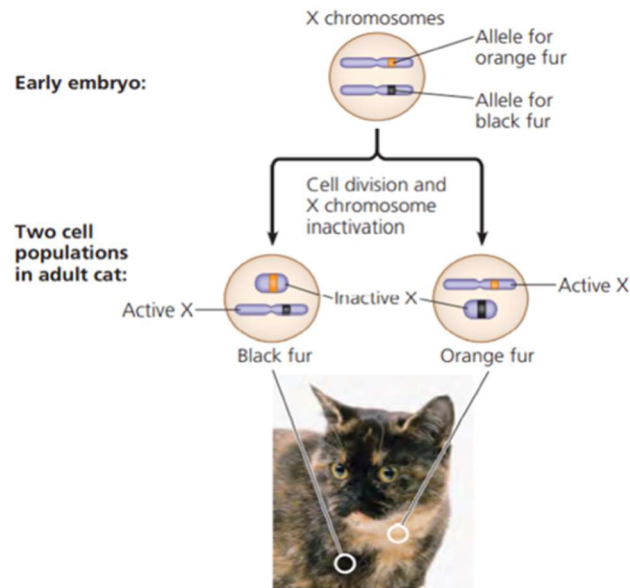 X chromosomes
Allele for
orange fur
Early embryo:
Allele for
black fur
Cell division and
X chromosome
inactivation
Two cell
populations
in adult cat:
Active X
Inactive X
Active X
Black fur
Orange fur